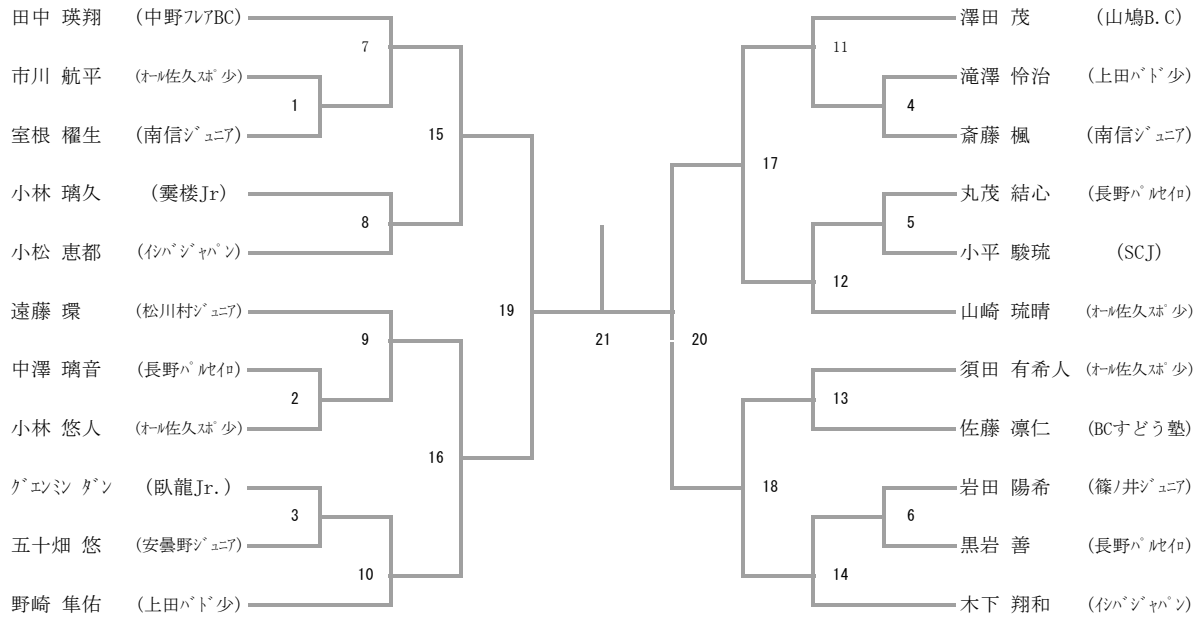 田中 瑛翔 (中野フレアBC)
7
市川 航平 (オール佐久スポ少)
1
室根 櫂生 (南信ジュニア)
15
小林 璃久 (霻楼Jr)
8
小松 恵都 (イシバジャパン)
19
遠藤 環 (松川村ジュニア)
9
中澤 璃音 (長野パルセイロ)
2
小林 悠人 (オール佐久スポ少)
16
グエンミン ダン (臥龍Jr.)
3
五十畑 悠 (安曇野ジュニア)
10
野崎 隼佑 (上田バド少)
21
澤田 茂 (山鳩B.C)
11
滝澤 怜治 (上田バド少)
4
斎藤 楓 (南信ジュニア)
17
丸茂 結心 (長野パルセイロ)
5
小平 駿琉 (SCJ)
12
山崎 琉晴 (オール佐久スポ少)
20
須田 有希人 (オール佐久スポ少)
13
佐藤 凛仁 (BCすどう塾)
18
岩田 陽希 (篠ノ井ジュニア)
6
黒岩 善 (長野パルセイロ)
14
木下 翔和 (イシバジャパン)